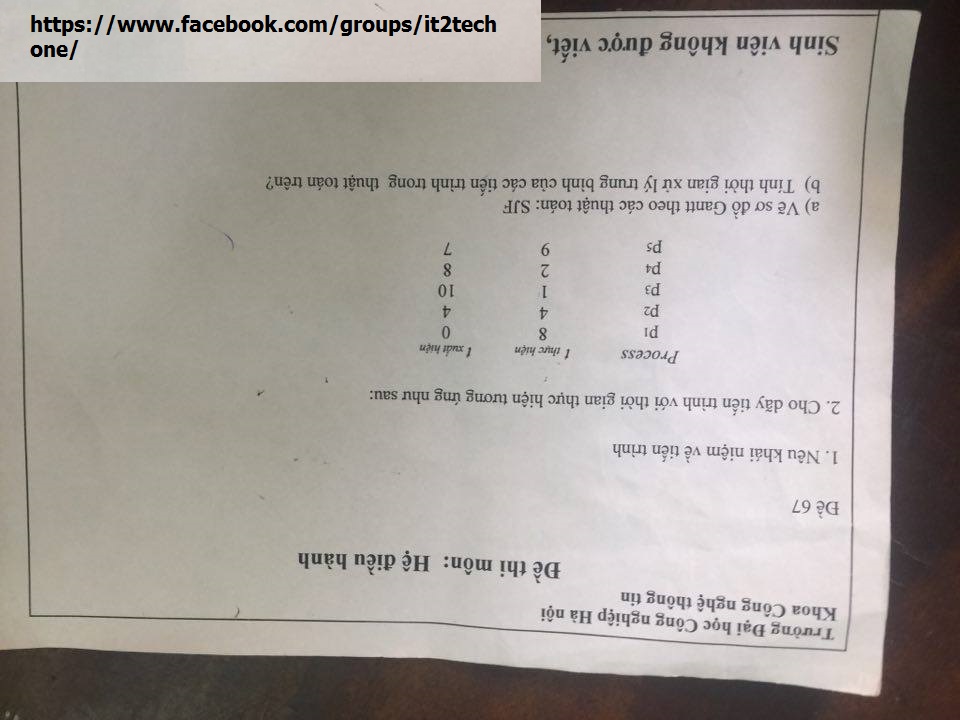 https://www.facebook.com/groups/it2tech
one/
Trường Đại học Công nghiệp Hà nội
Khoa Công nghệ thông tin
Đề thi môn: Hệ điều hành
Đề 67
1. Nêu khái niệm về tiến trình
2. Cho dãy tiến trình với thời gian thực hiện tương ứng như sau:
Process t thực hiện t xuất hiện
P1 8 0
P2 4 4
P3 1 10
P4 2 8
P5 9 7
a) Vẽ sơ đồ Gantt theo các thuật toán: SJF
b) Tính thời gian xử lý trung bình của các tiến trình trong thuật toán trên?
Sinh viên không được viết,